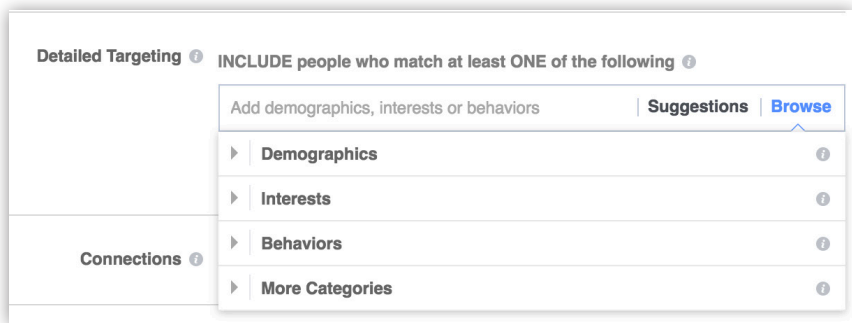 Detailed Targeting
INCLUDE people who match at least ONE of the following
Add demographics, interests or behaviors
Suggestions
Browse
Demographics
Interests
Behaviors
More Categories
Connections